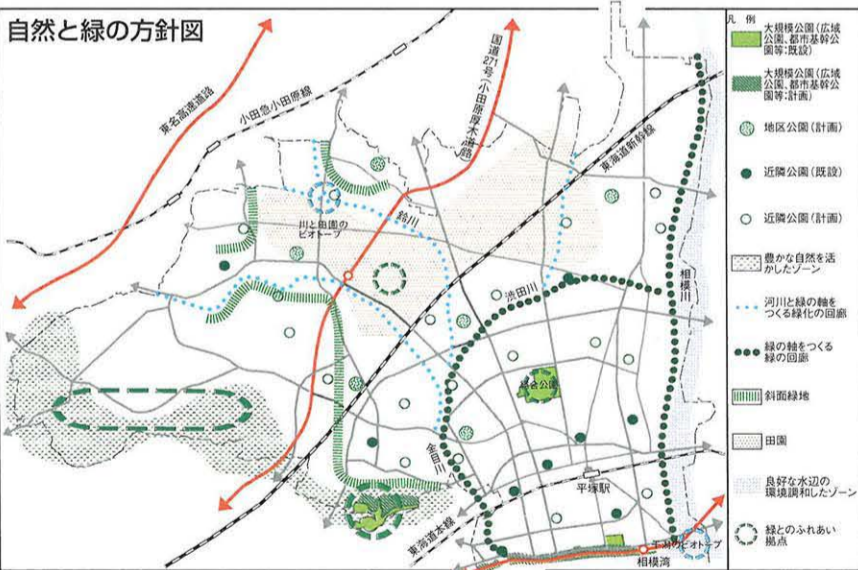 自然と緑の方針図
東名高速道路
小田急小田原線
国道271号(小田原厚木道路)
東海道新幹線
鈴川
川と田園の
ビオトープ
渋田川
相模川
総合公園
金目川
平塚駅
東海道本線
干潟のビオトープ
相模湾
凡 例
大規模公園(広域
公園、都市基幹公
園等:既設)
大規模公園(広域
公園、都市基幹公
園等:計画)
地区公園(計画)
近隣公園(既設)
近隣公園(計画)
豊かな自然を活
かしたゾーン
河川と緑の軸を
つくる緑化の回廊
緑の軸をつくる
緑の回廊
斜面緑地
田園
良好な水辺の
環境調和したゾーン
緑とのふれあい
拠点